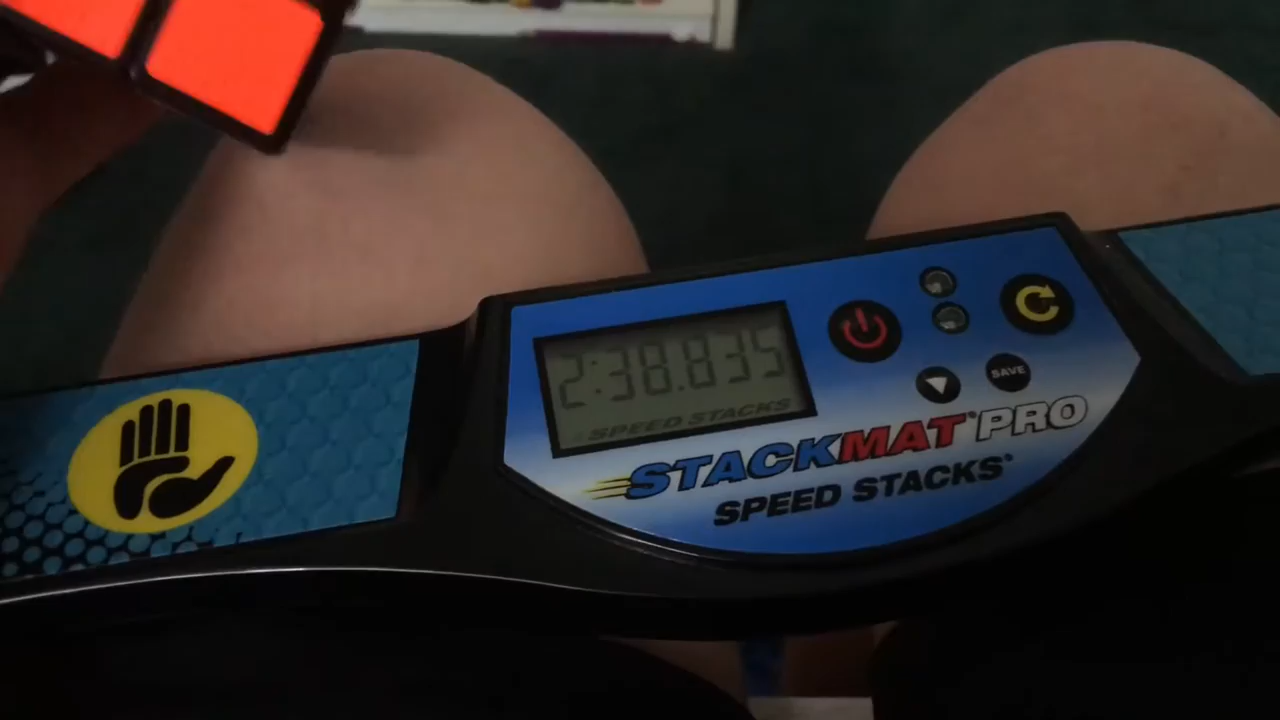 2:38.835
SPEED STACKS
SAVE
STACKMAT®PRO
SPEED STACKS®